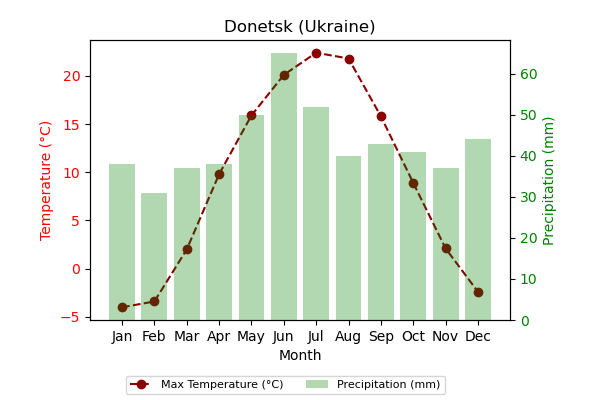 Donetsk (Ukraine)
Temperature (°C)
20
15
10
5
0
−5
60
50
40
30
20
10
0
Precipitation (mm)
Jan Feb Mar Apr May Jun Jul Aug Sep Oct Nov Dec
Month
Max Temperature (°C) Precipitation (mm)